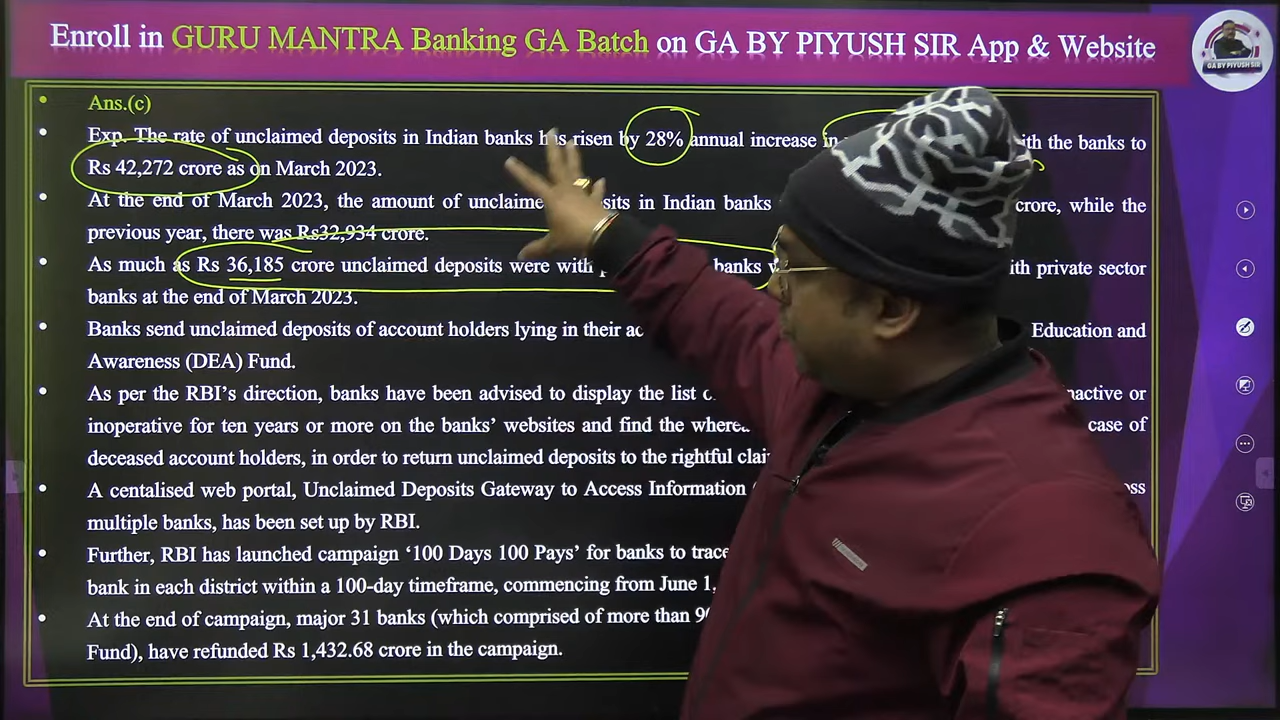 Enroll in GURU MANTRA Banking GA Batch on GA BY PIYUSH SIR App & Website
GA BY PIYUSH SIR
• Ans.(c)
• Exp. The rate of unclaimed deposits in Indian banks has risen by 28% annual increase in with the banks to
Rs 42,272 crore as on March 2023.
• At the end of March 2023, the amount of in Indian banks crore, while the
previous year, there was Rs32,934 crore.
• As much as Rs 36,185 crore unclaimed deposits were with banks with private sector
banks at the end of March 2023.
• Banks send unclaimed deposits of account holders lying in their Education and
Awareness (DEA) Fund.
• As per the RBI's direction, banks have been advised to display the list inactive or
inoperative for ten years or more on the banks' websites and find the case of
deceased account holders, in order to return unclaimed deposits to the rightful
• A centalised web portal, Unclaimed Deposits Gateway to Access Information
multiple banks, has been set up by RBI.
• Further, RBI has launched campaign '100 Days 100 Pays' for banks to trace
bank in each district within a 100-day timeframe, commencing from June 1,
• At the end of campaign, major 31 banks (which comprised of more than
Fund), have refunded Rs 1,432.68 crore in the campaign.